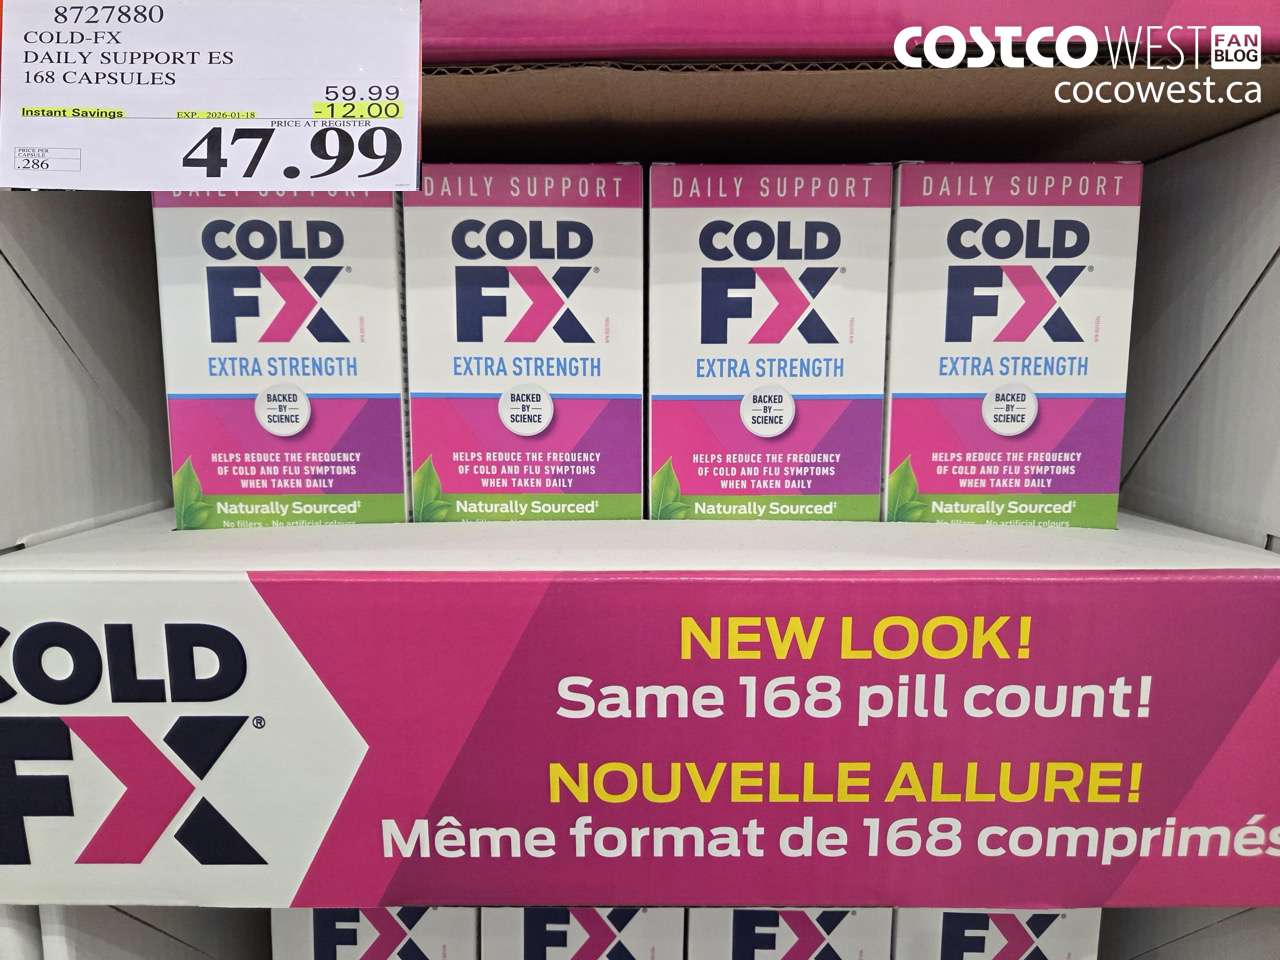 8727880
COLD-FX
DAILY SUPPORT ES
168 CAPSULES
59.99
Instant Savings EXP. 2026-01-18 -12.00
PRICE AT REGISTER
PRICE PER
CAPSULE
.286
47.99
COSTCO WEST FAN
BLOG
cocowest.ca
DAILY SUPPORT
COLD
FX®
EXTRA STRENGTH
BACKED
BY
SCIENCE
HELPS REDUCE THE FREQUENCY
OF COLD AND FLU SYMPTOMS
WHEN TAKEN DAILY
Naturally Sourced‡
No fillers - No artificial colours
DAILY SUPPORT
COLD
FX®
EXTRA STRENGTH
BACKED
BY
SCIENCE
HELPS REDUCE THE FREQUENCY
OF COLD AND FLU SYMPTOMS
WHEN TAKEN DAILY
Naturally Sourced‡
DAILY SUPPORT
COLD
FX®
EXTRA STRENGTH
BACKED
BY
SCIENCE
HELPS REDUCE THE FREQUENCY
OF COLD AND FLU SYMPTOMS
WHEN TAKEN DAILY
Naturally Sourced‡
DAILY SUPPORT
COLD
FX®
EXTRA STRENGTH
BACKED
BY
SCIENCE
HELPS REDUCE THE FREQUENCY
OF COLD AND FLU SYMPTOMS
WHEN TAKEN DAILY
Naturally Sourced‡
No fillers - No artificial colours
COLD
FX®
NEW LOOK!
Same 168 pill count!
NOUVELLE ALLURE!
Même format de 168 comprimés
FX
FX
FX
FX